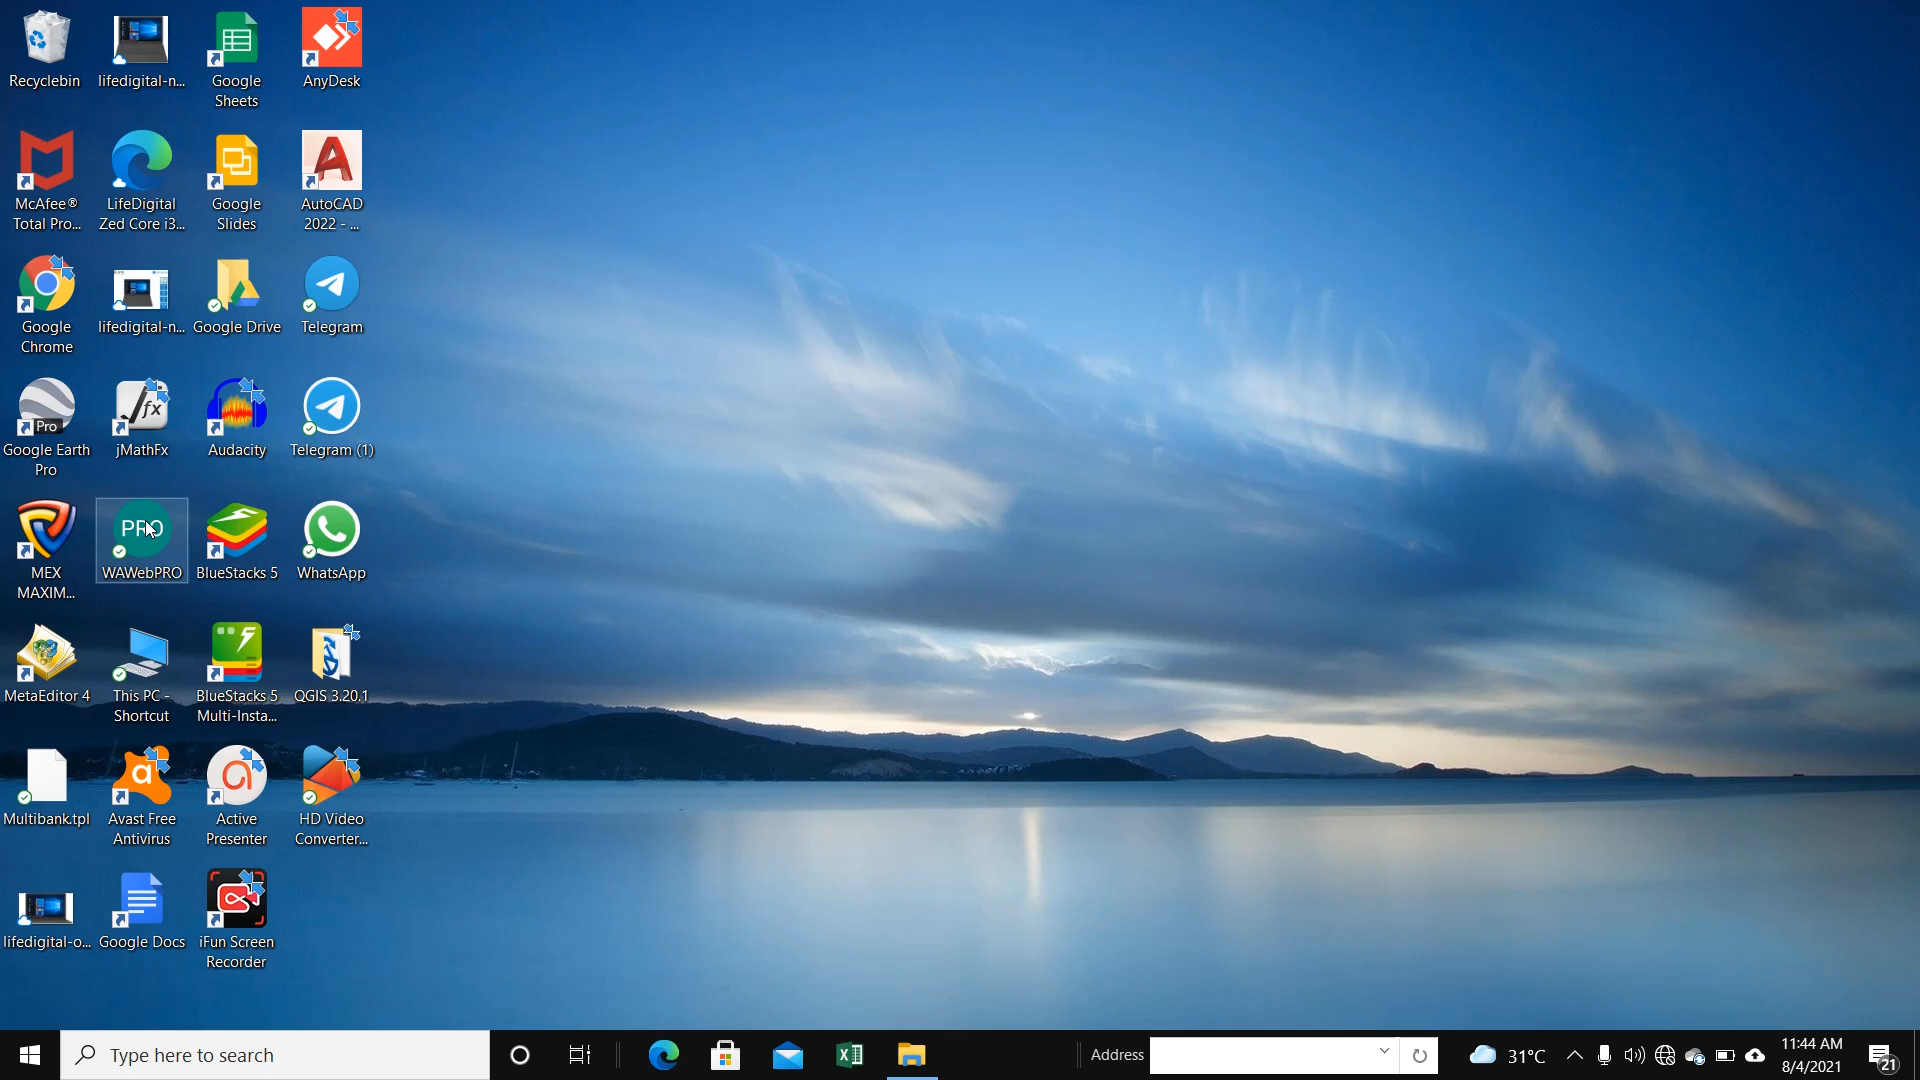 Recyclebin
lifedigital-n...
Google
Sheets
AnyDesk
McAfee®
Total Pro...
LifeDigital
Zed Core i3...
Google
Slides
AutoCAD
2022 - ...
Google
Chrome
lifedigital-n...
Google Drive
Telegram
Pro
Google Earth
Pro
fx
jMathFx
Audacity
Telegram (1)
MEX
MAXIM...
PRO
WAWebPRO
BlueStacks 5
WhatsApp
MetaEditor 4
This PC -
Shortcut
BlueStacks 5
Multi-Insta...
QGIS 3.20.1
Multibank.tpl
Avast Free
Antivirus
Active
Presenter
HD Video
Converter...
lifedigital-o...
Google Docs
iFun Screen
Recorder
Type here to search
Address
31°C
11:44 AM
8/4/2021
21